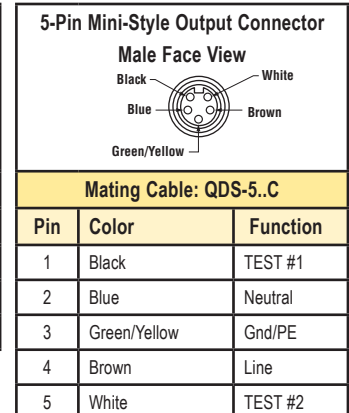 5-Pin Mini-Style Output Connector
Male Face View
Black
White
Blue
Brown
Green/Yellow
Mating Cable: QDS-5..C
Pin Color Function
1 Black TEST #1
2 Blue Neutral
3 Green/Yellow Gnd/PE
4 Brown Line
5 White TEST #2